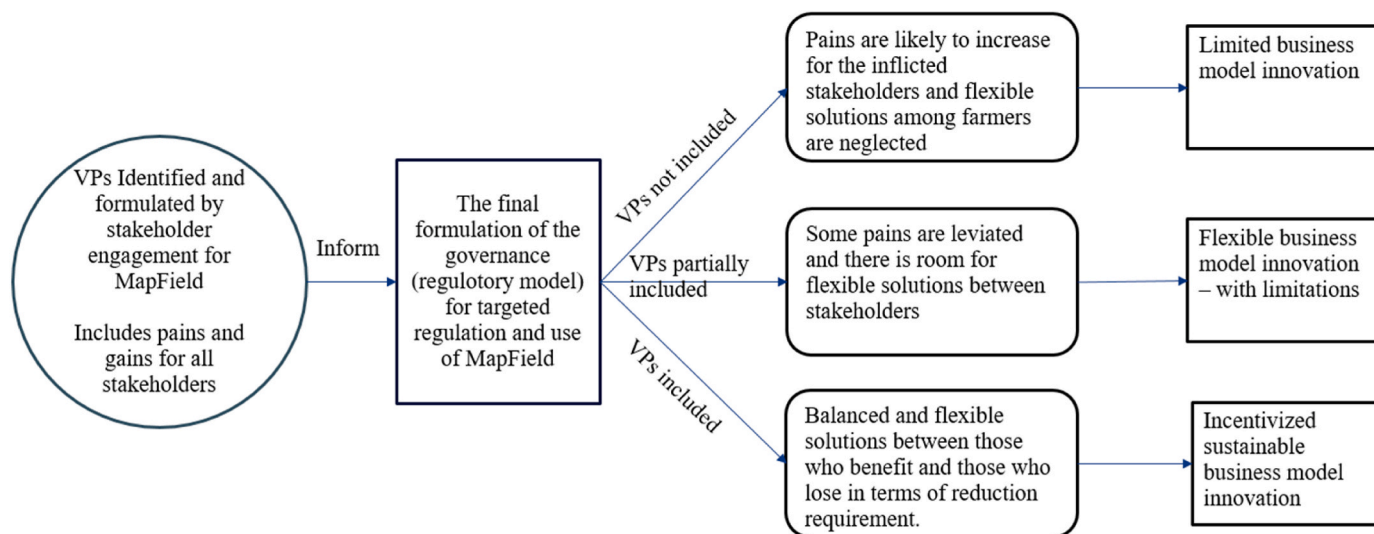 VPs Identified and
formulated by
stakeholder
engagement for
MapField
Includes pains and
gains for all
stakeholders
Inform
The final
formulation of the
governance
(regulotory model)
for targeted
regulation and use
of MapField
VPs not included
Pains are likely to increase
for the inflicted
stakeholders and flexible
solutions among farmers
are neglected
Limited business
model innovation
VPs partially
included
Some pains are leviated
and there is room for
flexible solutions between
stakeholders
Flexible business
model innovation
– with limitations
VPs included
Balanced and flexible
solutions between those
who benefit and those who
lose in terms of reduction
requirement.
Incentivized
sustainable
business model
innovation